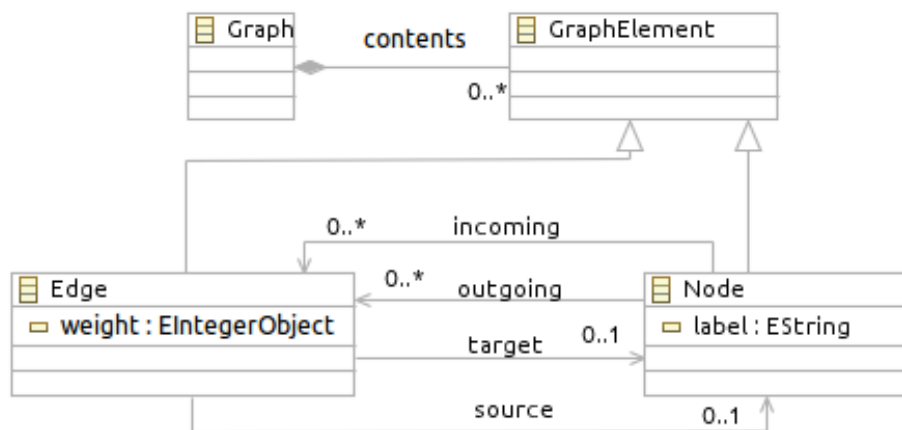 Graph
contents
GraphElement
0..*
0..*
incoming
Edge
0..*
outgoing
Node
weight : EIntegerObject
label : EString
target
0..1
source
0..1